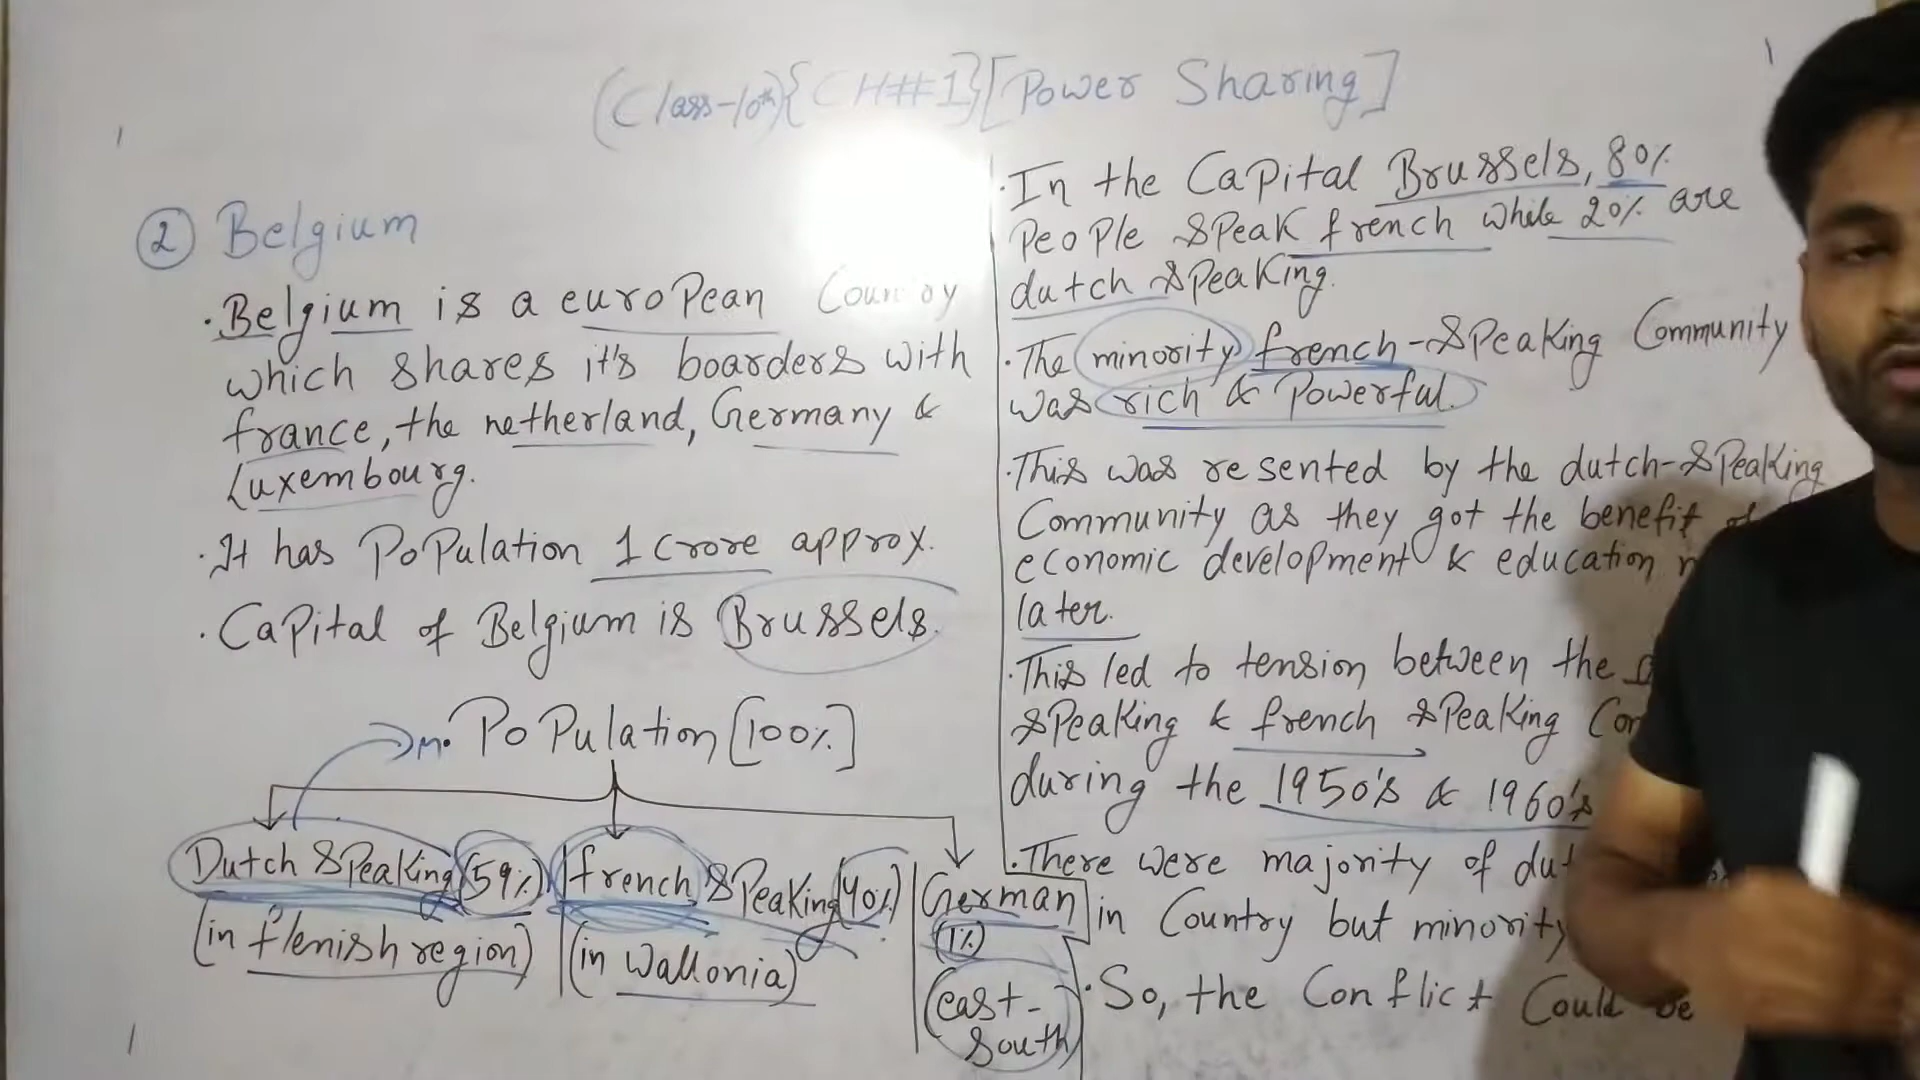 (Class-10th){CH#1}[Power Sharing]
② Belgium
·Belgium is a european Country
which shares it's boarders with
france, the netherland, Germany &
Luxembourg.
·It has Population 1 crore approx.
·Capital of Belgium is Brussels.
Population [100%]
Dutch speaking (59%)
(in flenish region)
french speaking (40%)
(in Wallonia)
German
(1%)
(east-
south)
·In the Capital Brussels, 80%
People speak french while 20% are
dutch speaking.
·The minority french-speaking Community
was rich & Powerful.
·This was resented by the dutch-speaking
Community as they got the benefit
economic development & education
later.
·This led to tension between the
speaking & french speaking
during the 1950's & 1960's
·There were majority of
in Country but minority
·So, the Conflict Could be